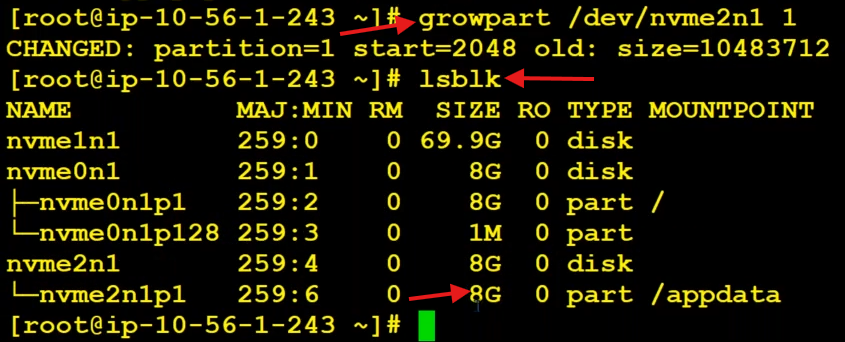 [root@ip-10-56-1-243 ~]# growpart /dev/nvme2n1 1
CHANGED: partition=1 start=2048 old: size=10483712
[root@ip-10-56-1-243 ~]# lsblk
NAME          MAJ:MIN RM  SIZE RO TYPE MOUNTPOINT
nvme1n1       259:0    0 69.9G  0 disk
nvme0n1       259:1    0    8G  0 disk
├─nvme0n1p1   259:2    0    8G  0 part /
└─nvme0n1p128 259:3    0    1M  0 part
nvme2n1       259:4    0    8G  0 disk
└─nvme2n1p1   259:6    0    8G  0 part /appdata
[root@ip-10-56-1-243 ~]#